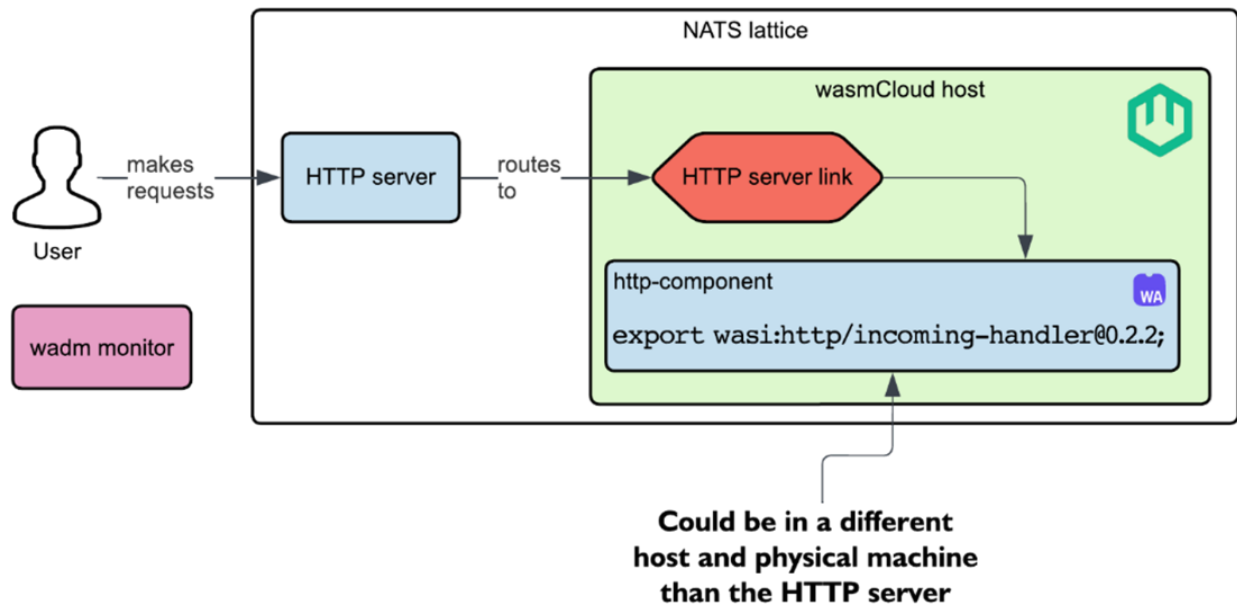 NATS lattice
wasmCloud host
makes
requests
HTTP server
routes
to
HTTP server link
User
http-component
WA
export wasi:http/incoming-handler@0.2.2;
wadm monitor
Could be in a different
host and physical machine
than the HTTP server